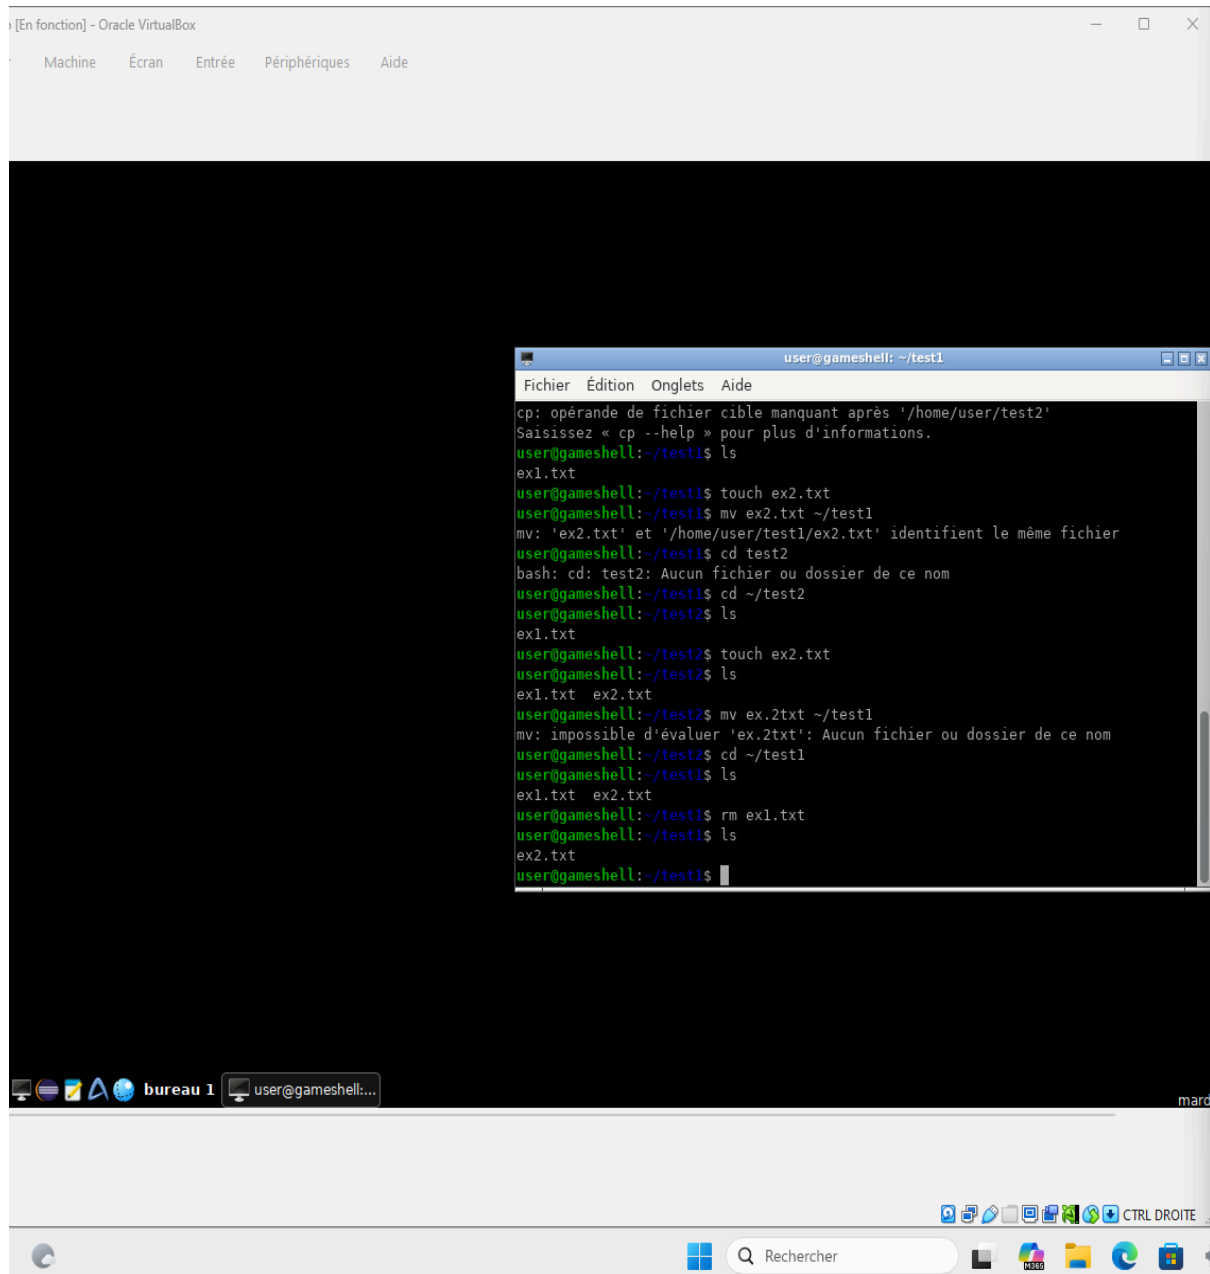 [En fonction] - Oracle VirtualBox
Machine Écran Entrée Périphériques Aide
user@gameshell: ~/test1
Fichier Édition Onglets Aide
cp: opérande de fichier cible manquant après '/home/user/test2'
Saisissez « cp --help » pour plus d'informations.
user@gameshell:~/test1$ ls
ex1.txt
user@gameshell:~/test1$ touch ex2.txt
user@gameshell:~/test1$ mv ex2.txt ~/test1
mv: 'ex2.txt' et '/home/user/test1/ex2.txt' identifient le même fichier
user@gameshell:~/test1$ cd test2
bash: cd: test2: Aucun fichier ou dossier de ce nom
user@gameshell:~/test1$ cd ~/test2
user@gameshell:~/test2$ ls
ex1.txt
user@gameshell:~/test2$ touch ex2.txt
user@gameshell:~/test2$ ls
ex1.txt  ex2.txt
user@gameshell:~/test2$ mv ex.2txt ~/test1
mv: impossible d'évaluer 'ex.2txt': Aucun fichier ou dossier de ce nom
user@gameshell:~/test2$ cd ~/test1
user@gameshell:~/test1$ ls
ex1.txt  ex2.txt
user@gameshell:~/test1$ rm ex1.txt
user@gameshell:~/test1$ ls
ex2.txt
user@gameshell:~/test1$
bureau 1 user@gameshell:...
mard
CTRL DROITE
Rechercher
M365